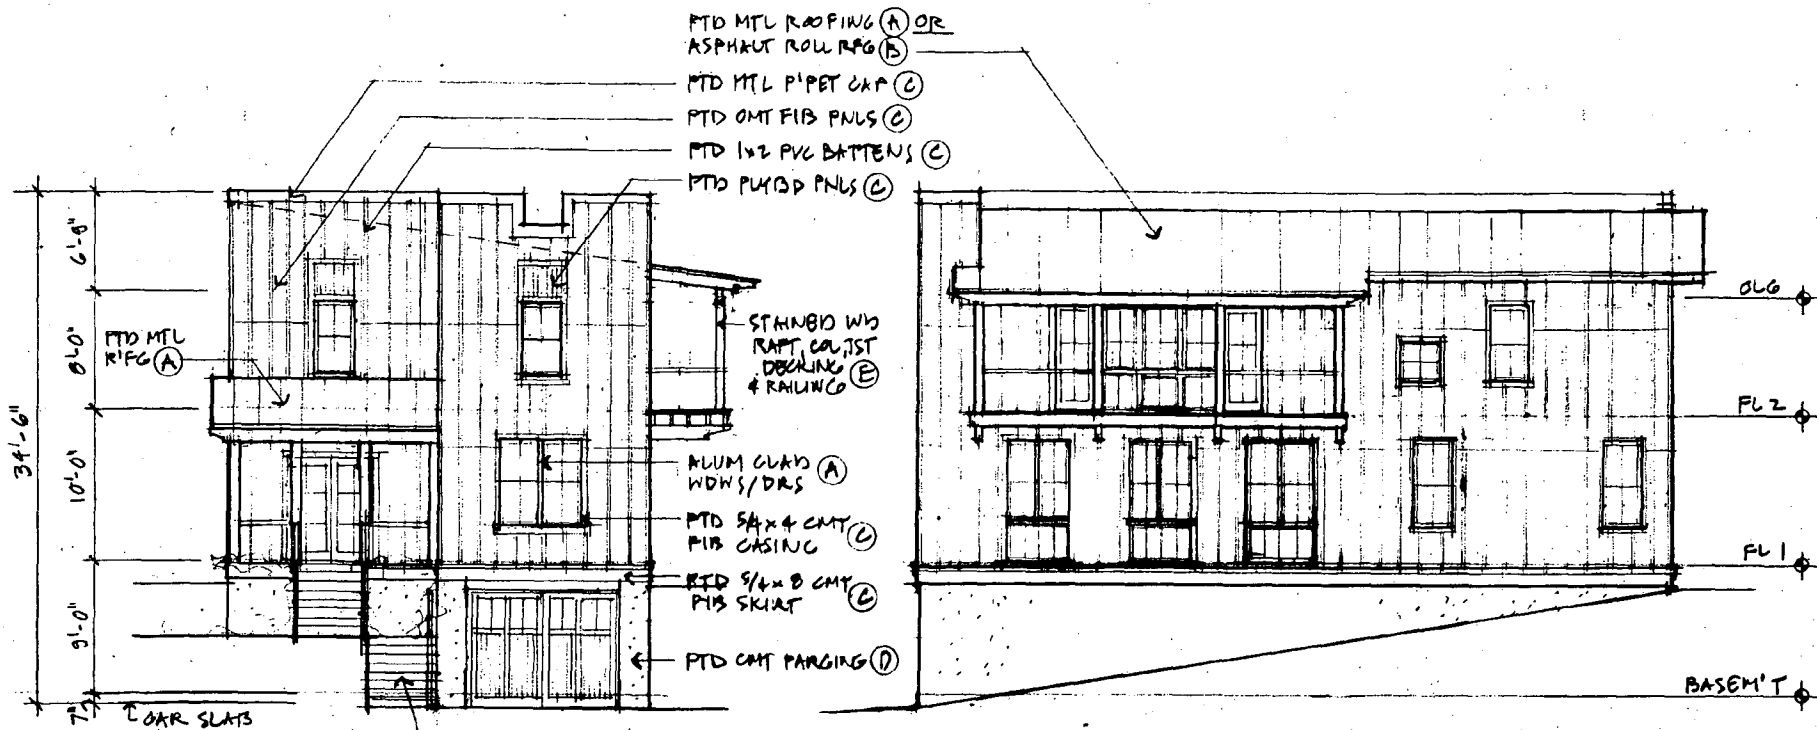 PTD MTL ROOFING (A) OR
ASPHALT ROLL RFG (B)
PTD MTL P'PET CAP (C)
PTD CMT FIB PNLS (C)
PTD 1x2 PVC BATTENS (C)
PTD PLYBD PNLS (C)
6'-9"
8'-0"
10'-0"
9'-0"
7"
34'-6"
PTD MTL
R'FG (A)
STAINED WD
RAFT, COL, JST
DECKING
& RAILING (E)
ALUM CLAD (A)
WDWS/DRS
PTD 5/4x4 CMT
FIB CASING (C)
PTD 5/4x8 CMT
FIB SKIRT (C)
PTD CMT PARGING (D)
GAR SLAB
CLG
FL 2
FL 1
BASEM'T